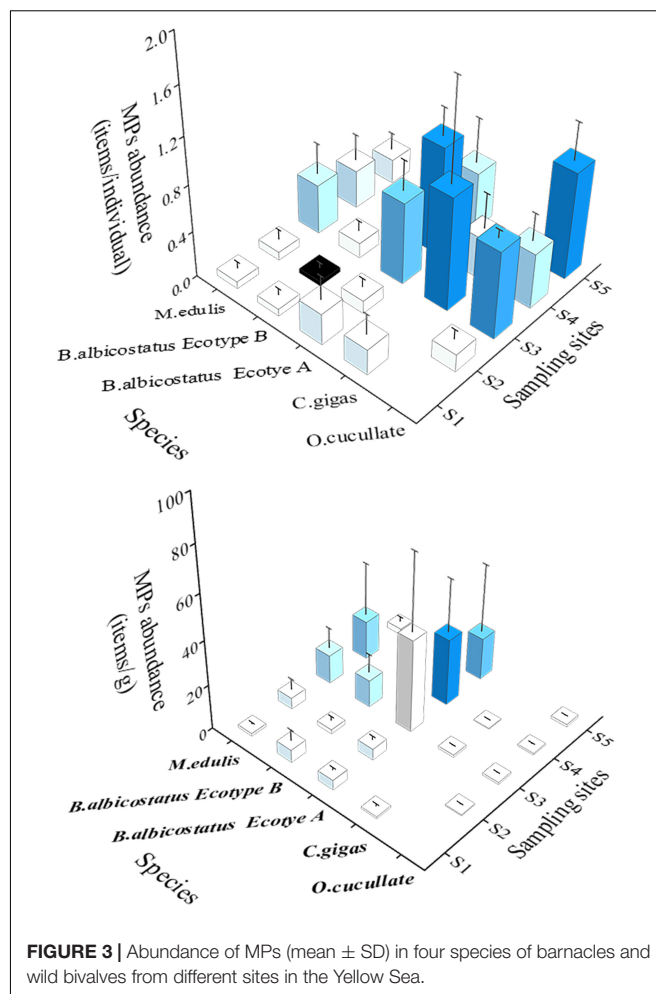 2.0
1.6
1.2
0.8
0.4
0.0
MPs abundance
(items/individual)
M.edulis
B.albicostatus Ecotype B
B.albicostatus Ecotye A
C.gigas
O.cucullate
Species
S1
S2
S3
S4
S5
Sampling sites
100
80
60
40
20
0
MPs abundance
(items/g)
M.edulis
B.albicostatus Ecotype B
B.albicostatus Ecotye A
C.gigas
O.cucullate
Species
S1
S2
S3
S4
S5
Sampling sites
FIGURE 3 | Abundance of MPs (mean ± SD) in four species of barnacles and
wild bivalves from different sites in the Yellow Sea.